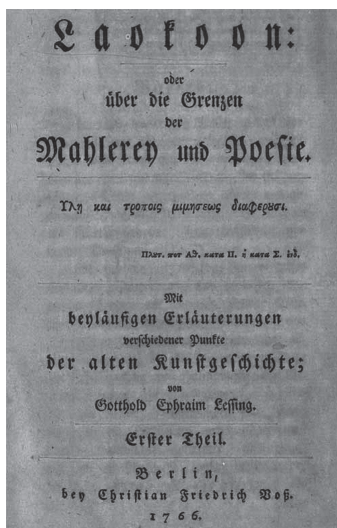 Laokoon:
oder
über die Grenzen
der
Mahlerey und Poesie.
Ὑλῃ και τροποις μιμησεως διαφερουσι.
Πλουτ. ποτ Αθ. κατα Π. ἠ κατα Σ. ἐνδ.
Mit
beyläufigen Erläuterungen
verschiedener Punkte
der alten Kunstgeschichte;
von
Gotthold Ephraim Lessing.
Erster Theil.
Berlin,
bey Christian Friedrich Voß.
1766.